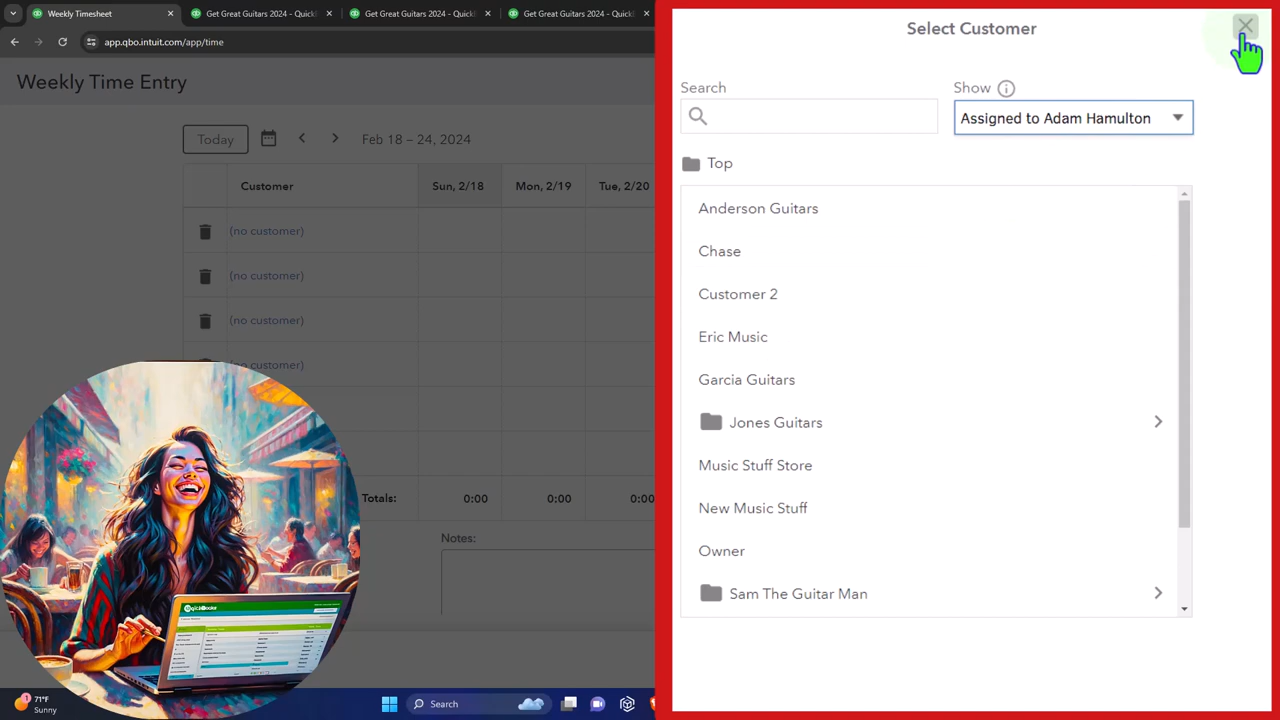 Weekly Timesheet
Get Great Guitars 2024 - Quick
Get Great Guitars 2024 - Quick
Get Great Guitars 2024 - Quick
app.qbo.intuit.com/app/time
Weekly Time Entry
Today
Feb 18 – 24, 2024
Customer
Sun, 2/18
Mon, 2/19
Tue, 2/20
(no customer)
(no customer)
(no customer)
(no customer)
Totals:
0:00
0:00
0:00
Notes:
Select Customer
Search
Show
Assigned to Adam Hamulton
Top
Anderson Guitars
Chase
Customer 2
Eric Music
Garcia Guitars
Jones Guitars
Music Stuff Store
New Music Stuff
Owner
Sam The Guitar Man
71°F
Sunny
Search